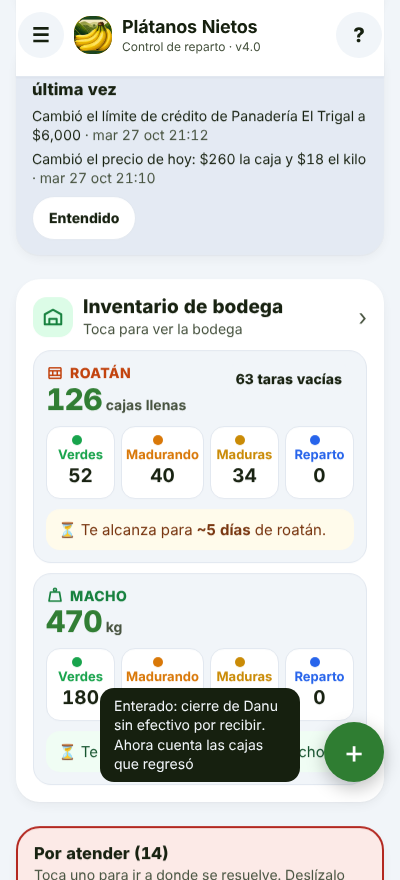 ☰
Plátanos Nietos
Control de reparto · v4.0
?
última vez
Cambió el límite de crédito de Panadería El Trigal a
$6,000 · mar 27 oct 21:12
Cambió el precio de hoy: $260 la caja y $18 el kilo
· mar 27 oct 21:10
Entendido
Inventario de bodega
Toca para ver la bodega
›
ROATÁN
63 taras vacías
126 cajas llenas
Verdes Madurando Maduras Reparto
52 40 34 0
⏳ Te alcanza para ~5 días de roatán.
MACHO
470 kg
Verdes Madurando Maduras Reparto
180 0
⏳ Te
Enterado: cierre de Danu
sin efectivo por recibir.
Ahora cuenta las cajas
que regresó
+
Por atender (14)
Toca uno para ir a donde se resuelve. Deslízalo